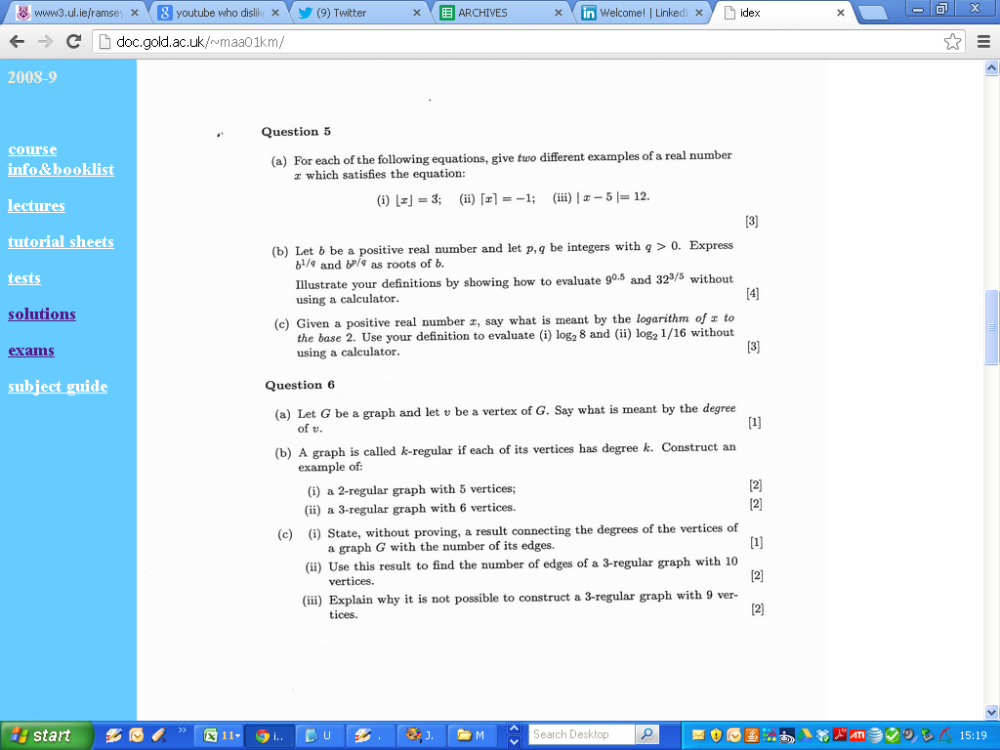 www3.ul.ie/ramsey
youtube who dislik
(9) Twitter
ARCHIVES
Welcome! | LinkedI
idex
doc.gold.ac.uk/~maa01km/
2008-9
course
info&booklist
lectures
tutorial sheets
tests
solutions
exams
subject guide
Question 5
(a) For each of the following equations, give two different examples of a real number
x which satisfies the equation:
(i) ⌊x⌋ = 3; (ii) ⌈x⌉ = −1; (iii) | x − 5 |= 12.
[3]
(b) Let b be a positive real number and let p, q be integers with q > 0. Express
b^{1/q} and b^{p/q} as roots of b.
Illustrate your definitions by showing how to evaluate 9^{0.5} and 32^{3/5} without
using a calculator.
[4]
(c) Given a positive real number x, say what is meant by the logarithm of x to
the base 2. Use your definition to evaluate (i) log₂ 8 and (ii) log₂ 1/16 without
using a calculator.
[3]
Question 6
(a) Let G be a graph and let v be a vertex of G. Say what is meant by the degree
of v.
[1]
(b) A graph is called k-regular if each of its vertices has degree k. Construct an
example of:
(i) a 2-regular graph with 5 vertices;
[2]
(ii) a 3-regular graph with 6 vertices.
[2]
(c) (i) State, without proving, a result connecting the degrees of the vertices of
a graph G with the number of its edges.
[1]
(ii) Use this result to find the number of edges of a 3-regular graph with 10
vertices.
[2]
(iii) Explain why it is not possible to construct a 3-regular graph with 9 ver-
tices.
[2]
start
11
i..
U
J.
M
Search Desktop
15:19